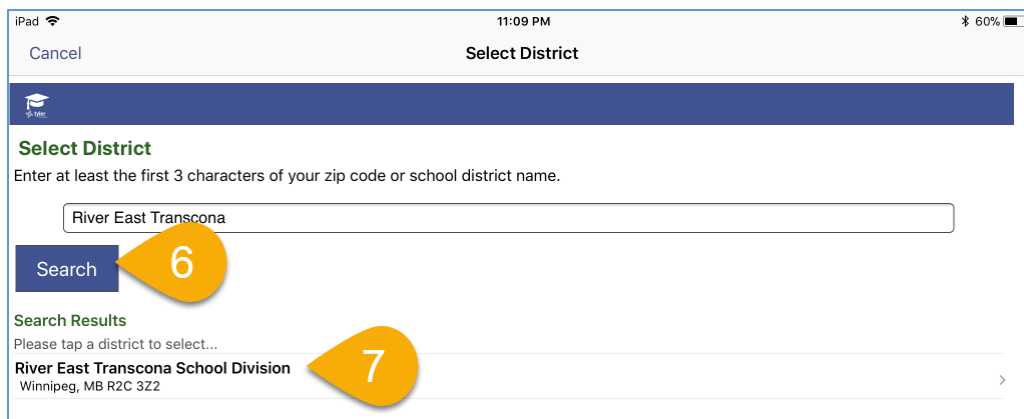 iPad 11:09 PM 60%
Cancel Select District
tyler
Select District
Enter at least the first 3 characters of your zip code or school district name.
River East Transcona
Search 6
Search Results
Please tap a district to select...
River East Transcona School Division 7
Winnipeg, MB R2C 3Z2